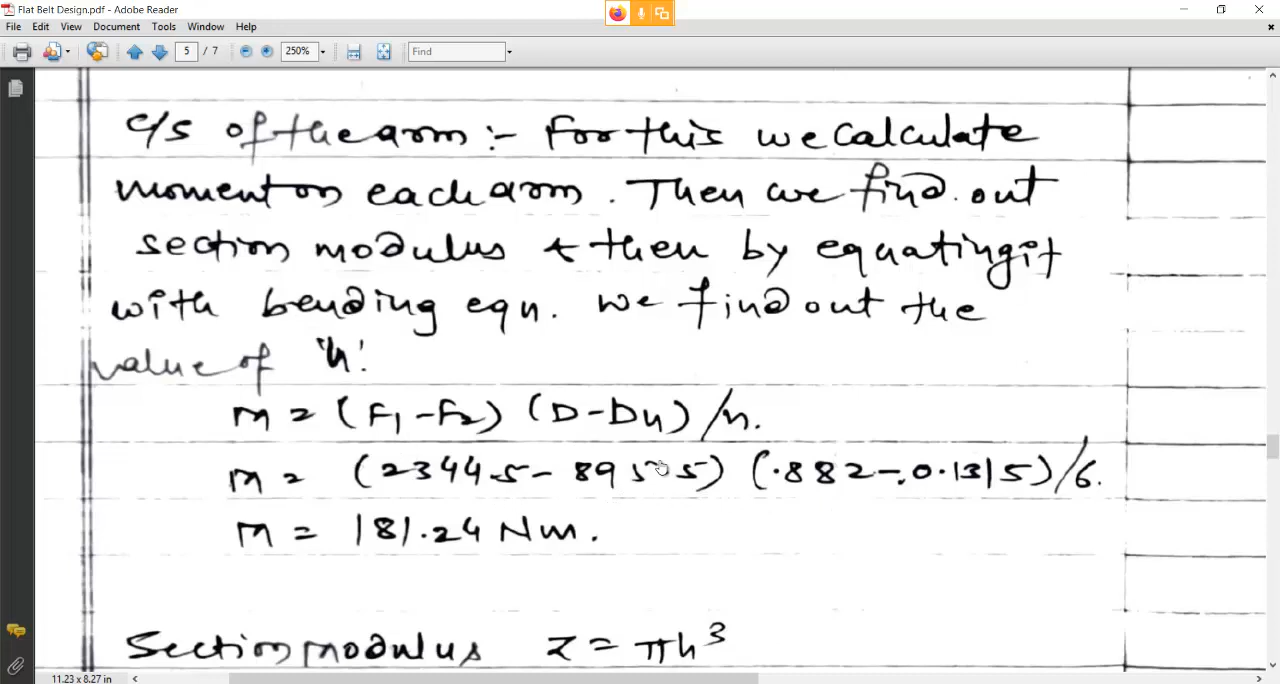 Flat Belt Design.pdf - Adobe Reader
File Edit View Document Tools Window Help
5 / 7 250% Find
c/s of the arm :- For this we calculate
moment on each arm. Then we find out
section modulus & then by equating it
with bending eqn. we find out the
value of 'h'.
M = (F1 - F2) (D - DH) /n.
M = (2344.5 - 895.5) (.882 - 0.1315) /6.
M = 181.24 Nm.
Section modulus Z = πh³
11.23 x 8.27 in